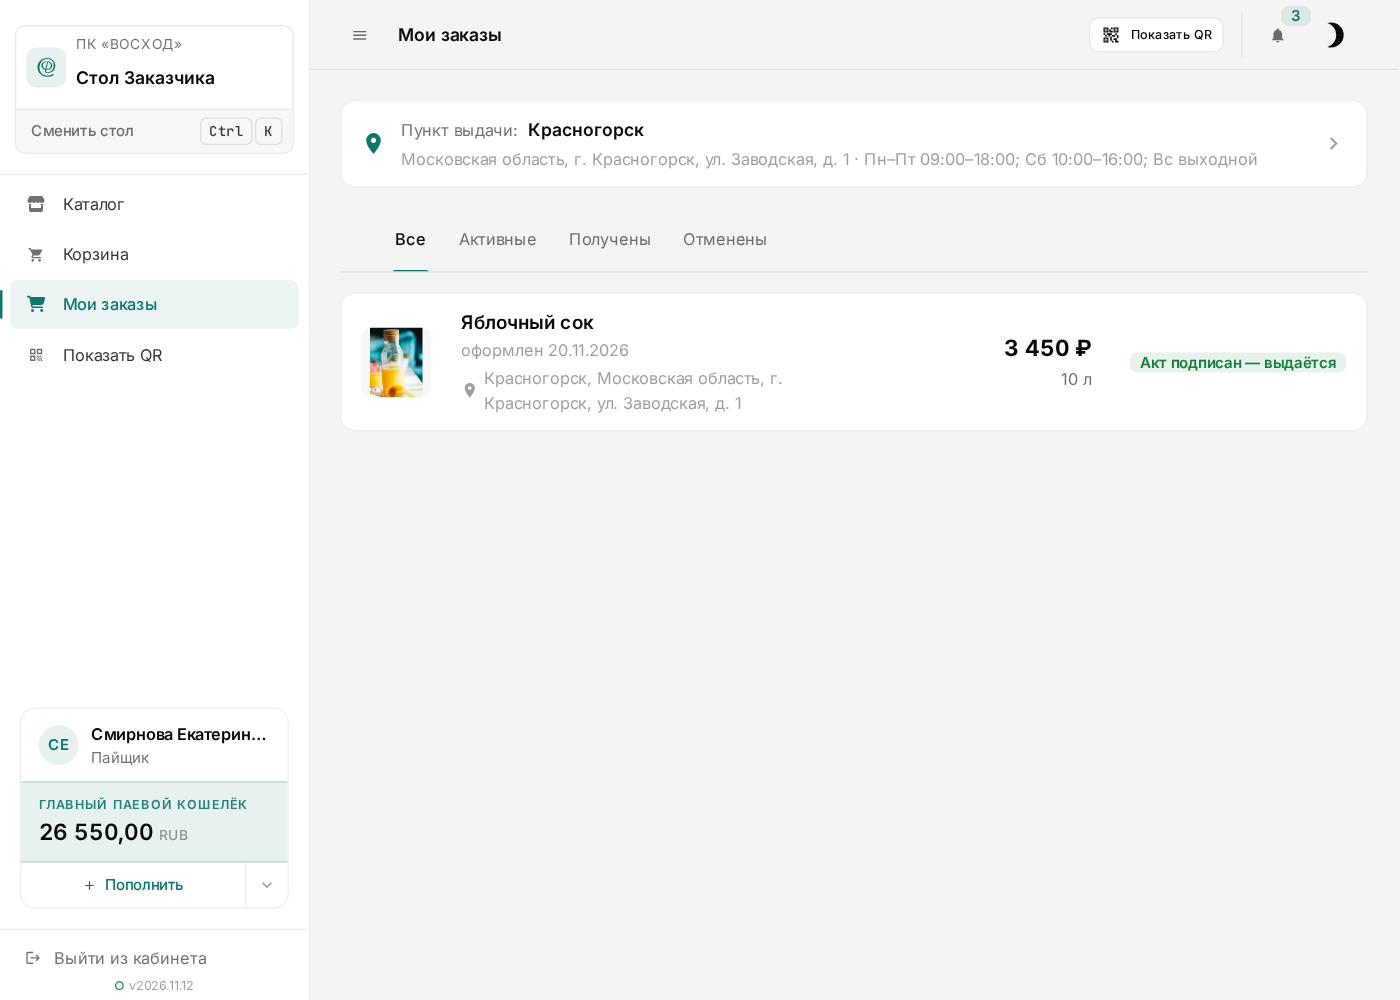 ПК «ВОСХОД»
Стол Заказчика
Сменить стол
Ctrl K
Каталог
Корзина
Мои заказы
Показать QR
СЕ
Смирнова Екатерин...
Пайщик
ГЛАВНЫЙ ПАЕВОЙ КОШЕЛЁК
26 550,00 RUB
+ Пополнить
Выйти из кабинета
v2026.11.12
Мои заказы
Показать QR
3
Пункт выдачи: Красногорск
Московская область, г. Красногорск, ул. Заводская, д. 1 · Пн–Пт 09:00–18:00; Сб 10:00–16:00; Вс выходной
Все
Активные
Получены
Отменены
Яблочный сок
оформлен 20.11.2026
Красногорск, Московская область, г.
Красногорск, ул. Заводская, д. 1
3 450 ₽
10 л
Акт подписан — выдаётся